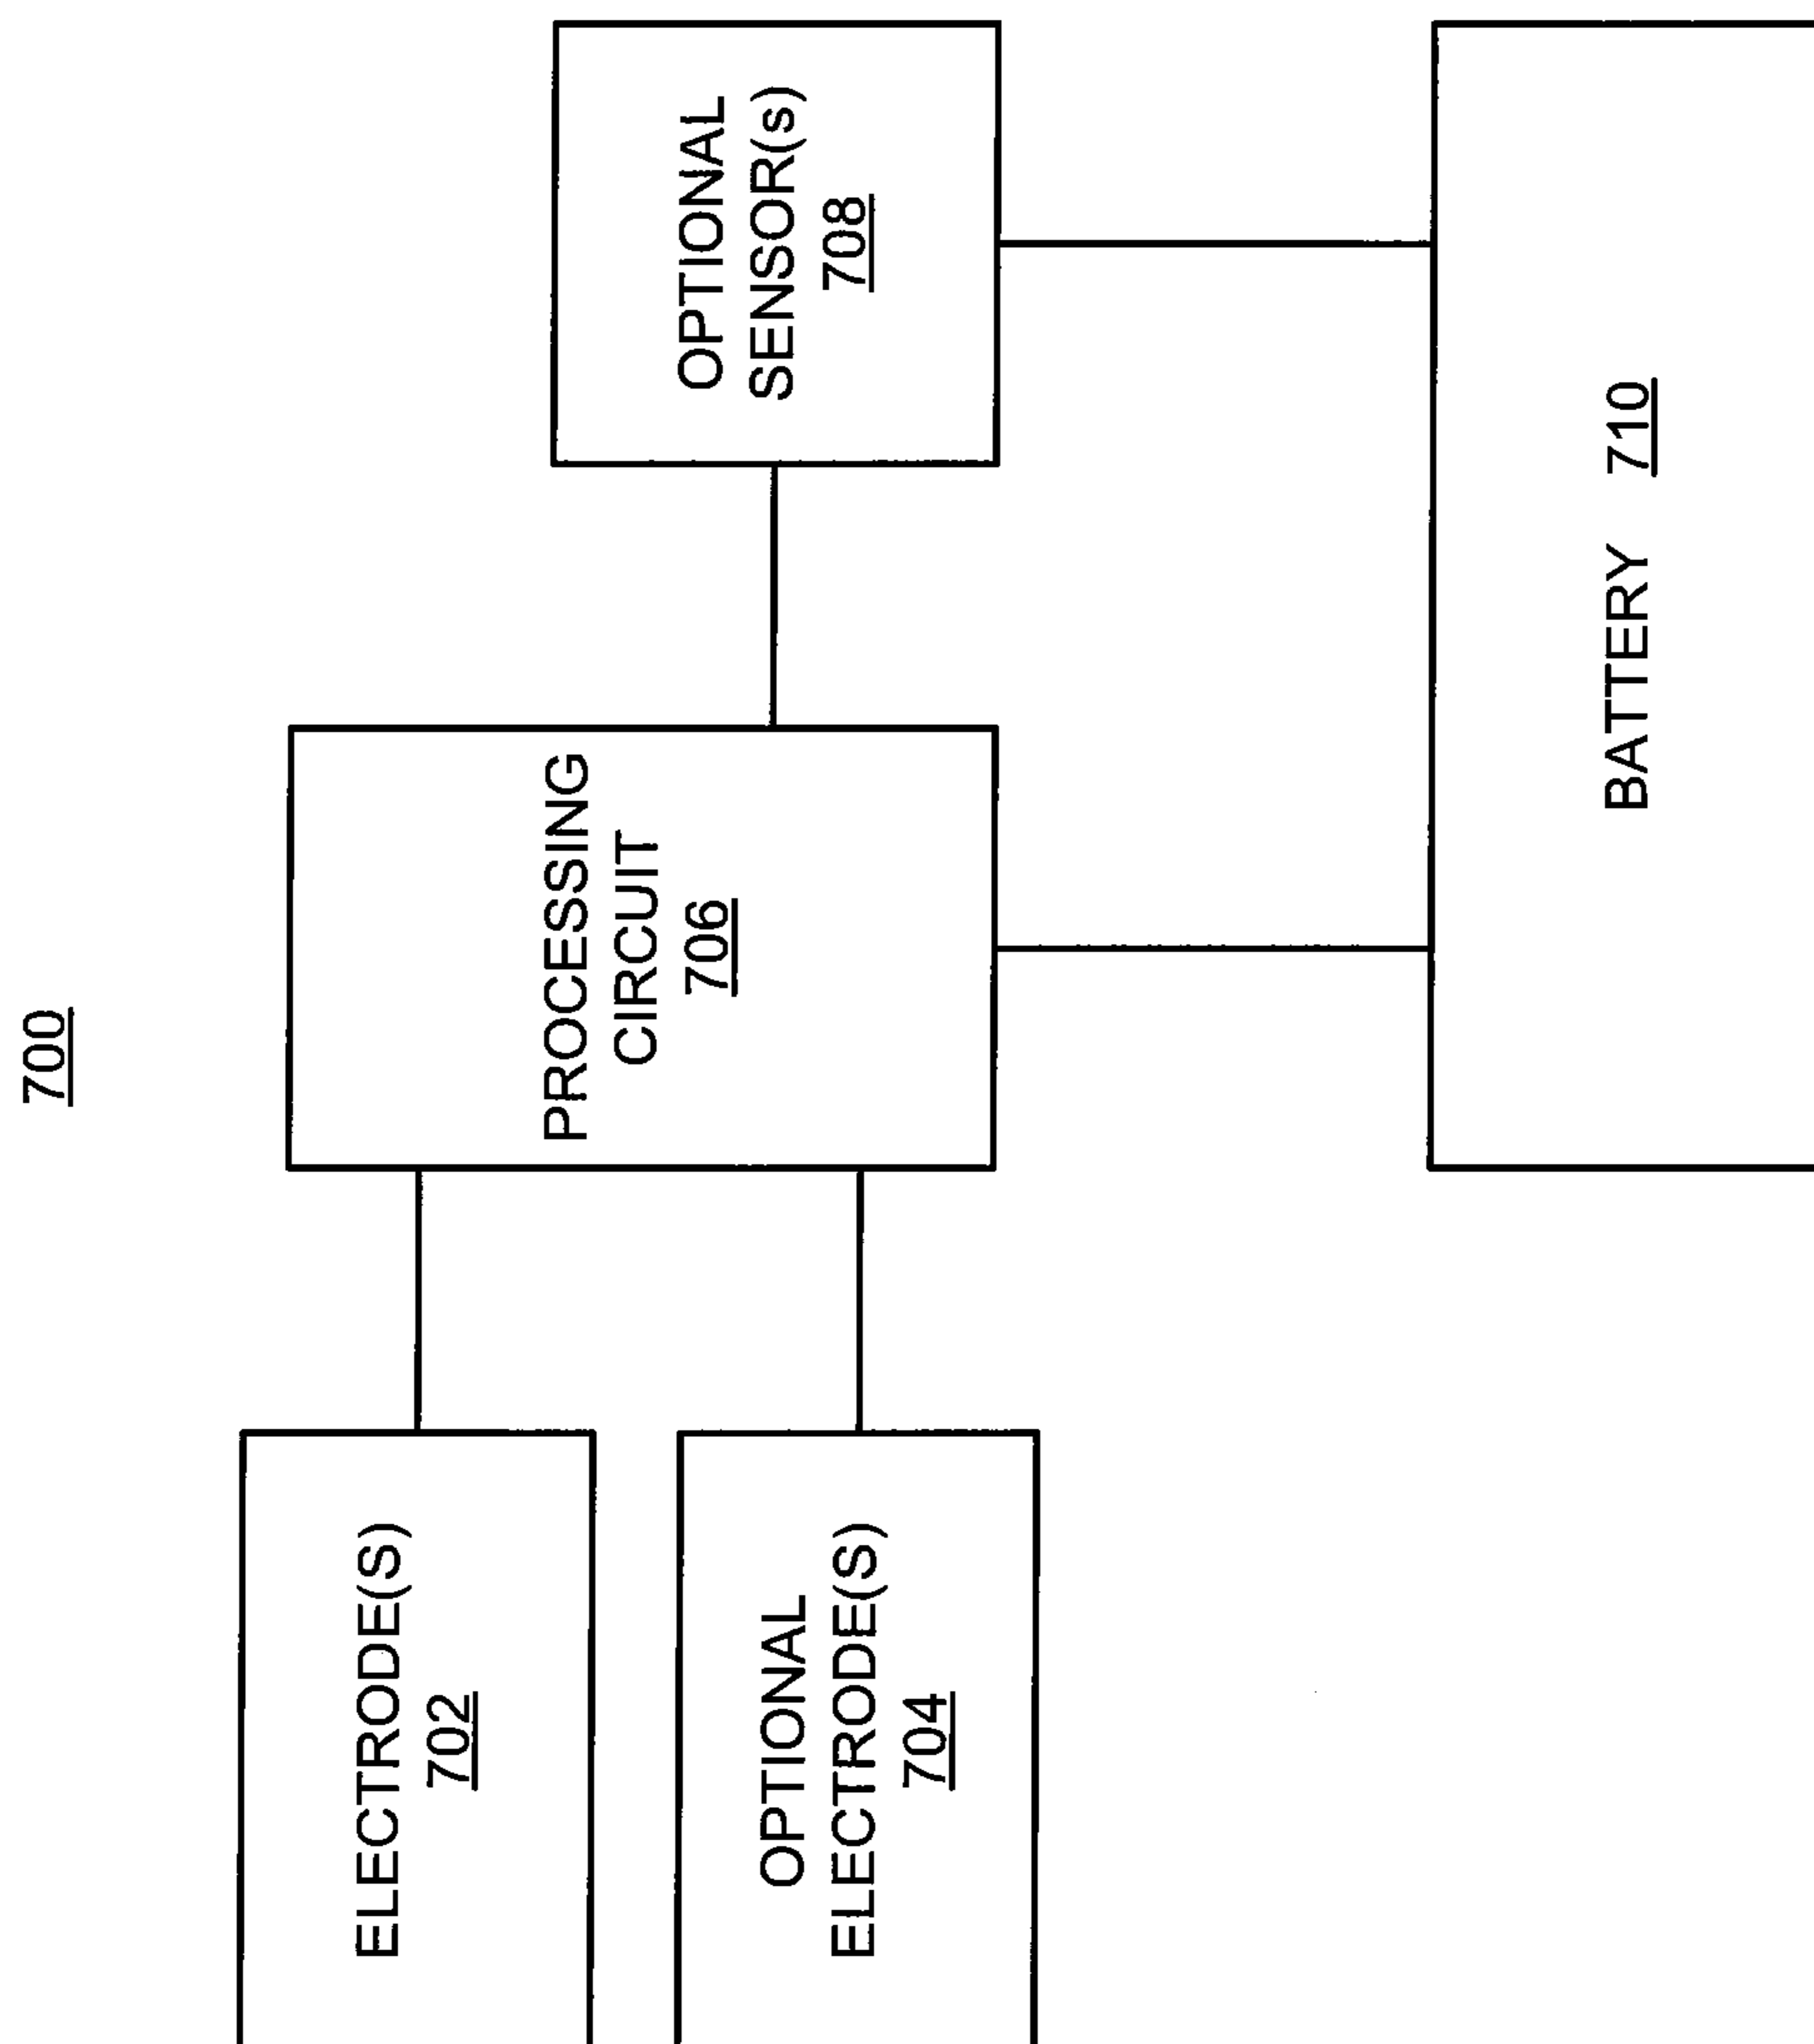 700
ELECTRODE(S)
702
OPTIONAL
ELECTRODE(S)
704
PROCESSING
CIRCUIT
706
OPTIONAL
SENSOR(s)
708
BATTERY 710